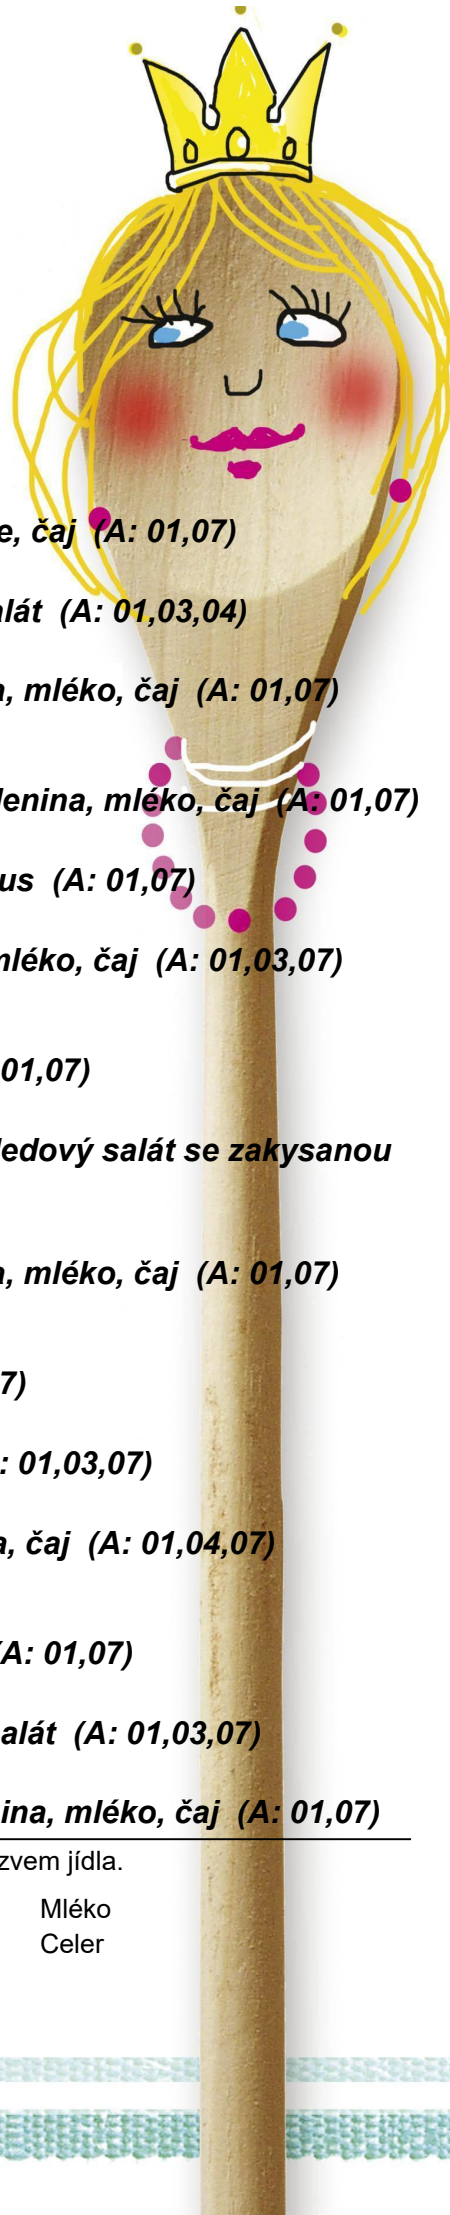 e, čaj (A: 01,07)
alát (A: 01,03,04)
a, mléko, čaj (A: 01,07)
lenina, mléko, čaj (A: 01,07)
us (A: 01,07)
mléko, čaj (A: 01,03,07)
01,07)
ledový salát se zakysanou
a, mléko, čaj (A: 01,07)
7)
: 01,03,07)
a, čaj (A: 01,04,07)
(A: 01,07)
alát (A: 01,03,07)
ina, mléko, čaj (A: 01,07)
zvem jídla.
Mléko
Celer